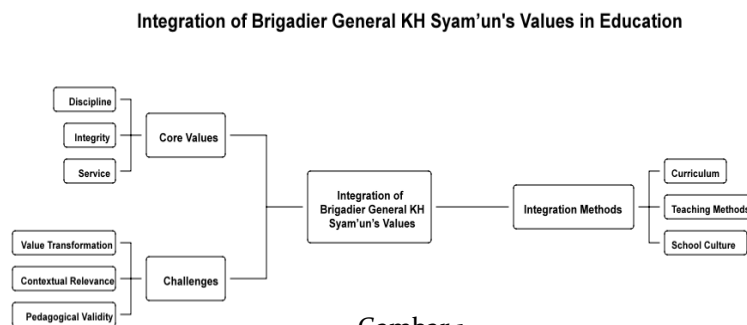 Integration of Brigadier General KH Syam'un's Values in Education
Discipline
Integrity
Service
Core Values
Value Transformation
Contextual Relevance
Pedagogical Validity
Challenges
Integration of
Brigadier General KH
Syam'un's Values
Integration Methods
Curriculum
Teaching Methods
School Culture